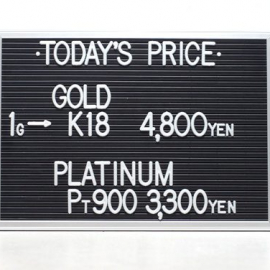 ·TODAY'S PRICE·
GOLD
1G→ K18 4,800YEN
PLATINUM
PT900 3,300YEN